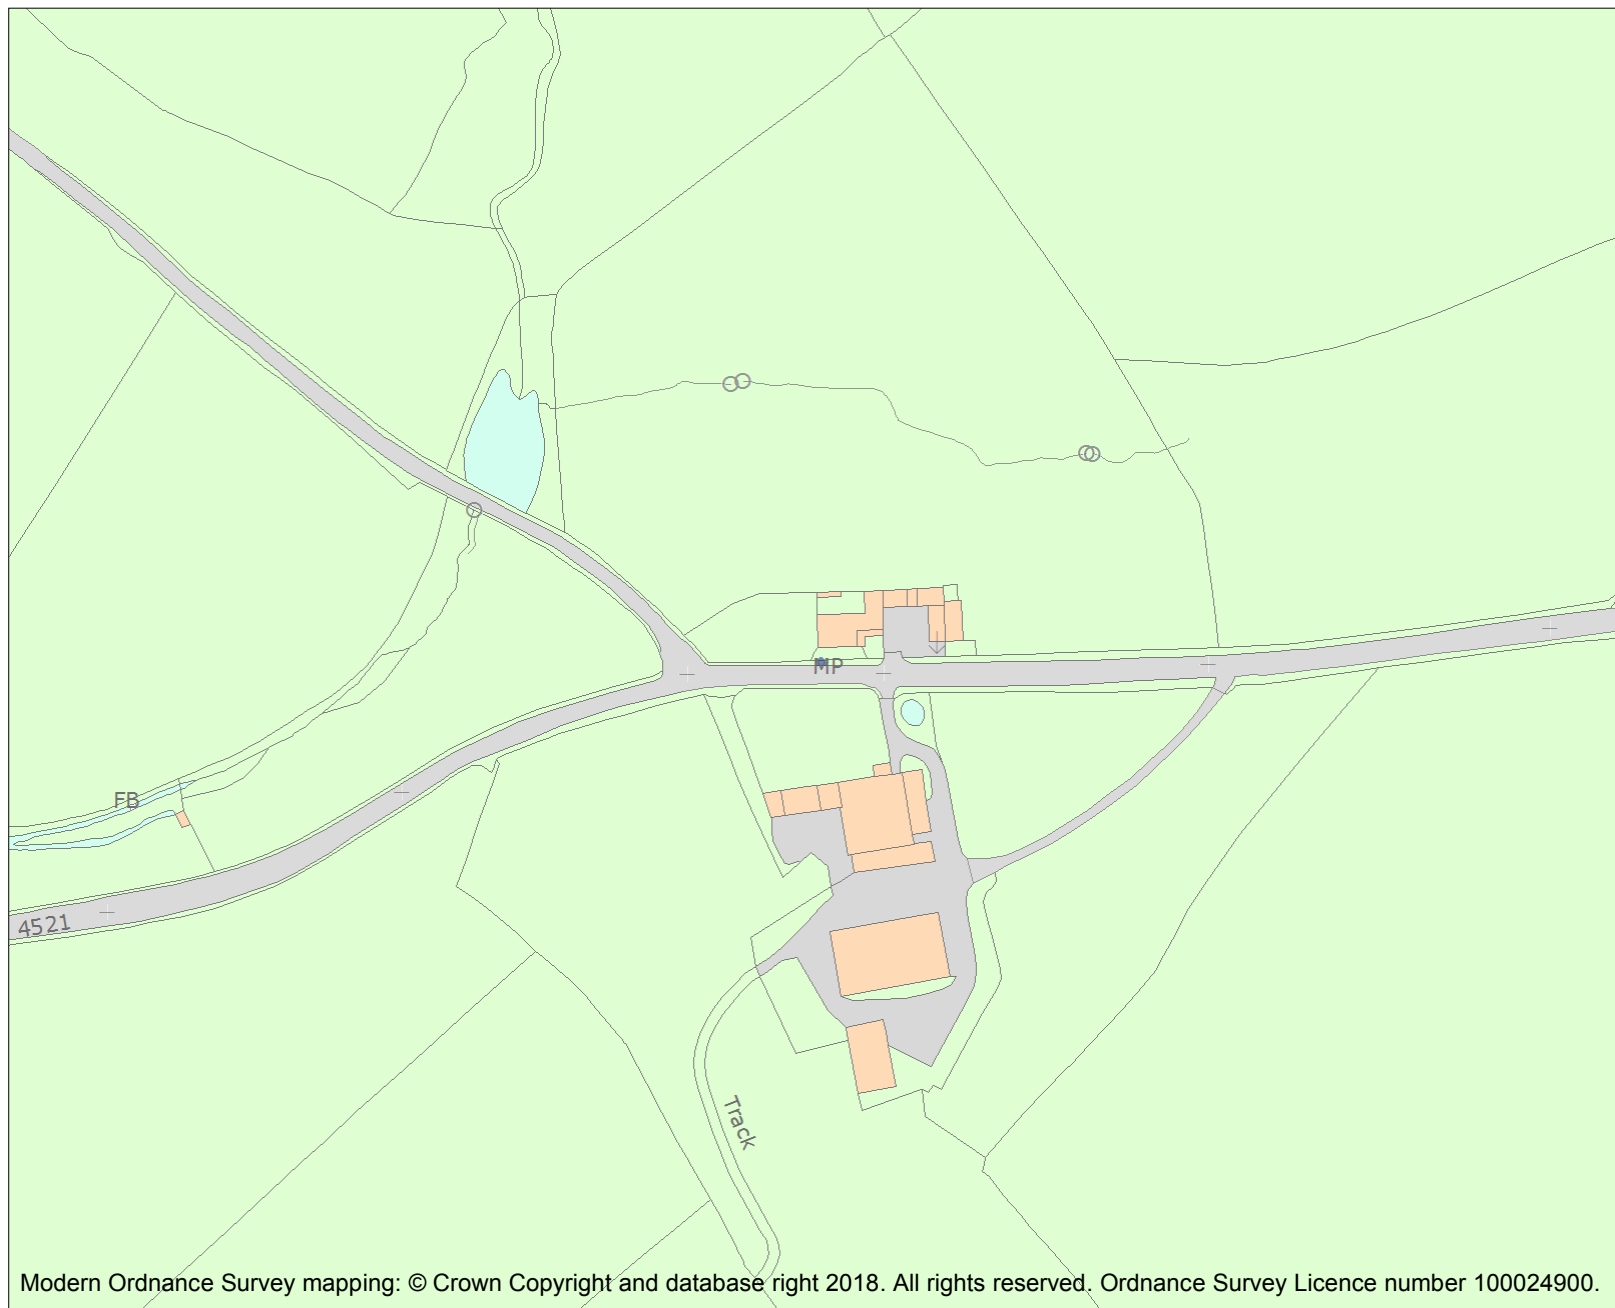 MP
FB
4521
Track
Modern Ordnance Survey mapping: © Crown Copyright and database right 2018. All rights reserved. Ordnance Survey Licence number 100024900.